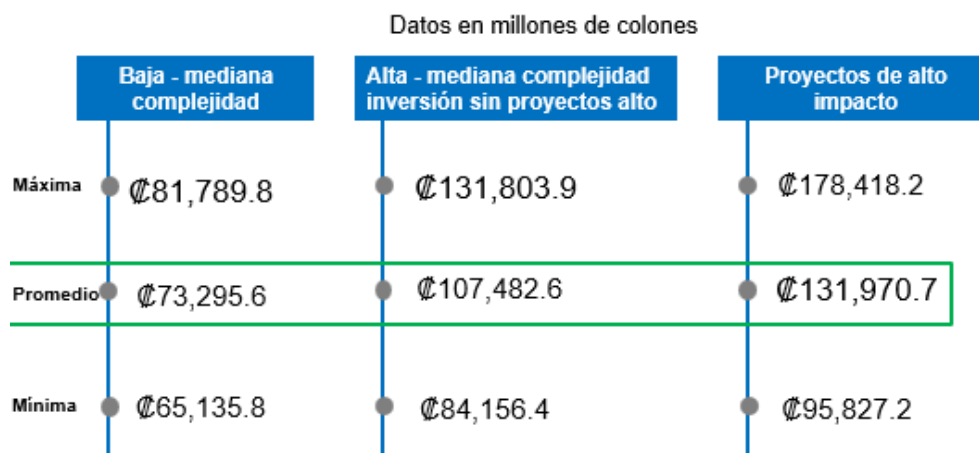 Datos en millones de colones
Baja - mediana
complejidad
Alta - mediana complejidad
inversión sin proyectos alto
Proyectos de alto
impacto
Máxima ₡81,789.8 ₡131,803.9 ₡178,418.2
Promedio ₡73,295.6 ₡107,482.6 ₡131,970.7
Mínima ₡65,135.8 ₡84,156.4 ₡95,827.2